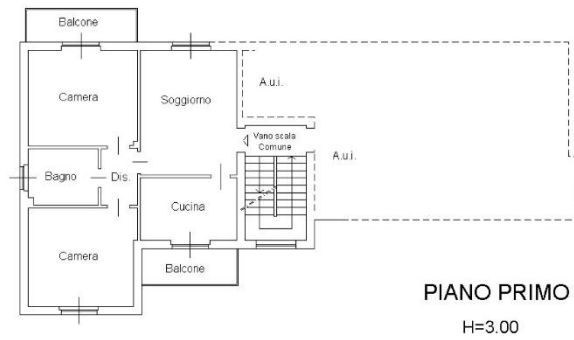 Balcone
Camera
Soggiorno
A.u.i.
Vano scala
Comune
A.u.i.
Bagno
Dis.
Cucina
Camera
Balcone
PIANO PRIMO
H=3.00